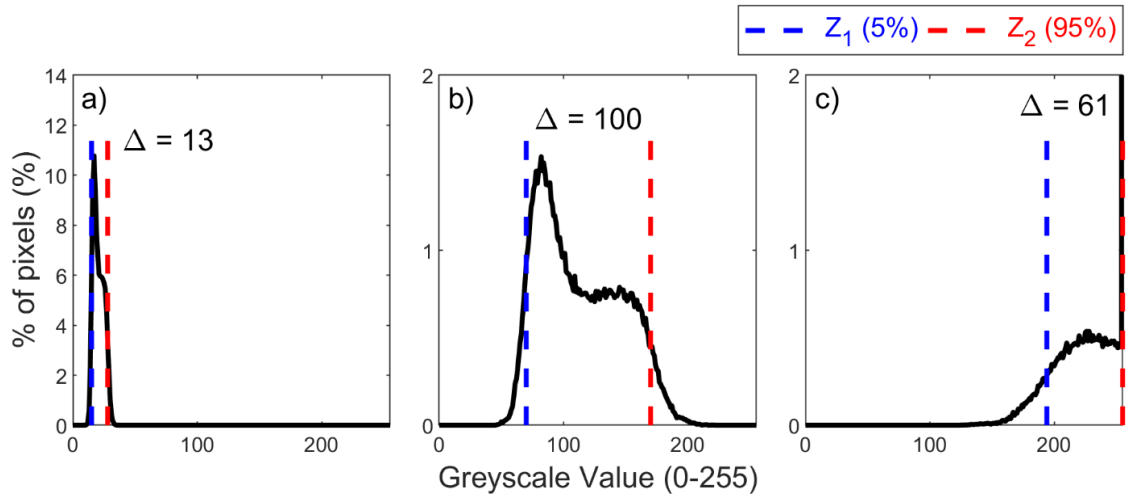 Z1 (5%) Z2 (95%)
a) Δ = 13
b) Δ = 100
c) Δ = 61
% of pixels (%)
14
12
10
8
6
4
2
0
0 100 200
2
1
0
0 100 200
2
1
0
0 100 200
Greyscale Value (0-255)